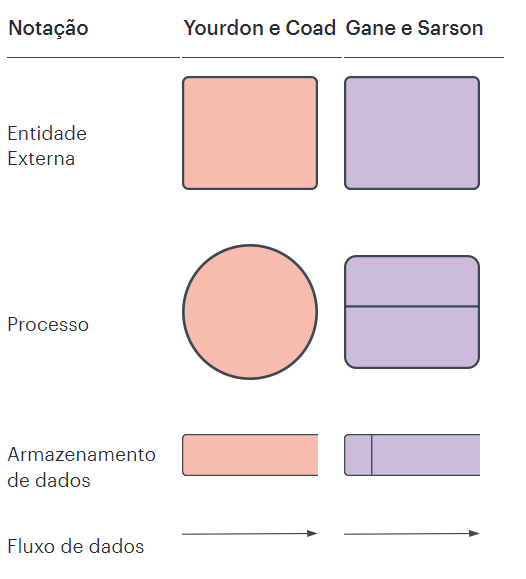 Notação Yourdon e Coad Gane e Sarson
Entidade
Externa
Processo
Armazenamento
de dados
Fluxo de dados